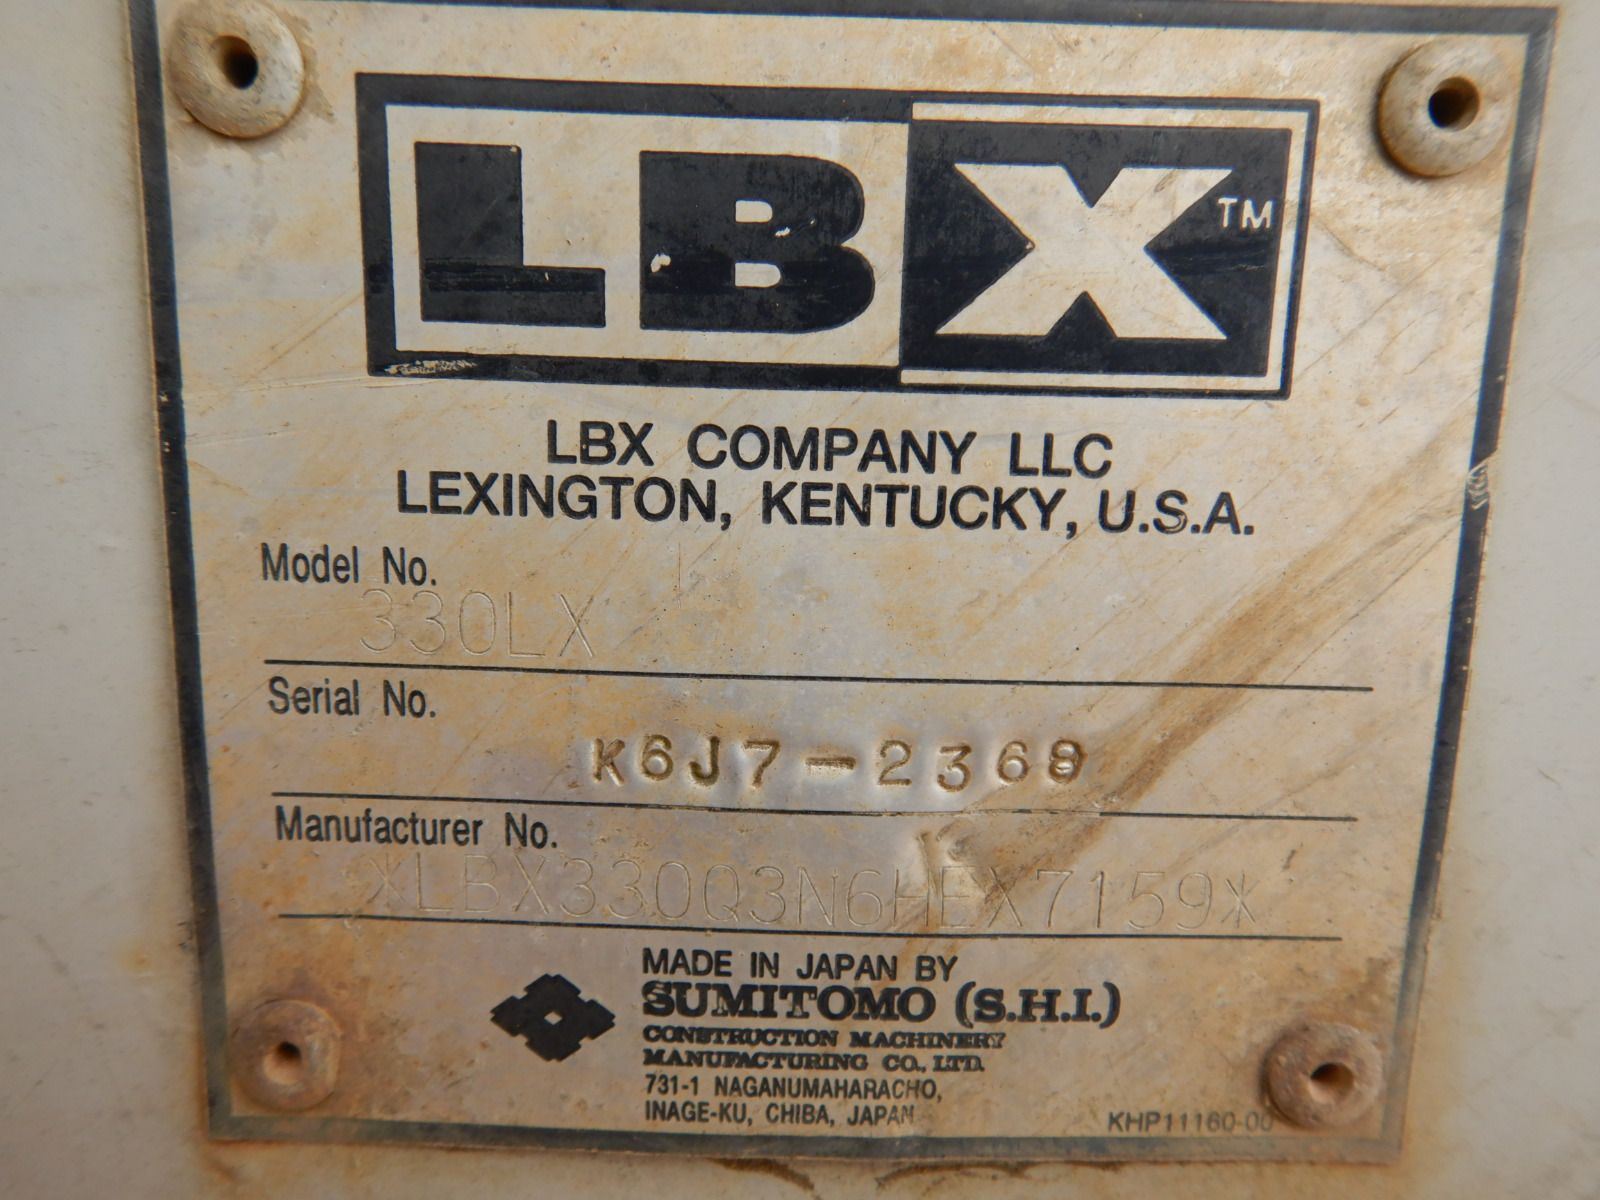 LBX™
LBX COMPANY LLC
LEXINGTON, KENTUCKY, U.S.A.
Model No.
330LX
Serial No.
K6J7-2368
Manufacturer No.
*LBX330Q3N6HEX7159*
MADE IN JAPAN BY
SUMITOMO (S.H.I.)
CONSTRUCTION MACHINERY
MANUFACTURING CO., LTD.
731-1 NAGANUMAHARACHO,
INAGE-KU, CHIBA, JAPAN
KHP11160-00